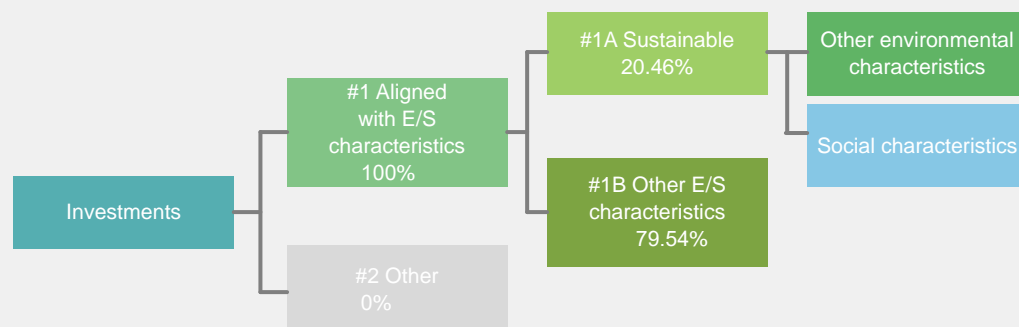 Investments
#1 Aligned
with E/S
characteristics
100%
#2 Other
0%
#1A Sustainable
20.46%
#1B Other E/S
characteristics
79.54%
Other environmental
characteristics
Social characteristics